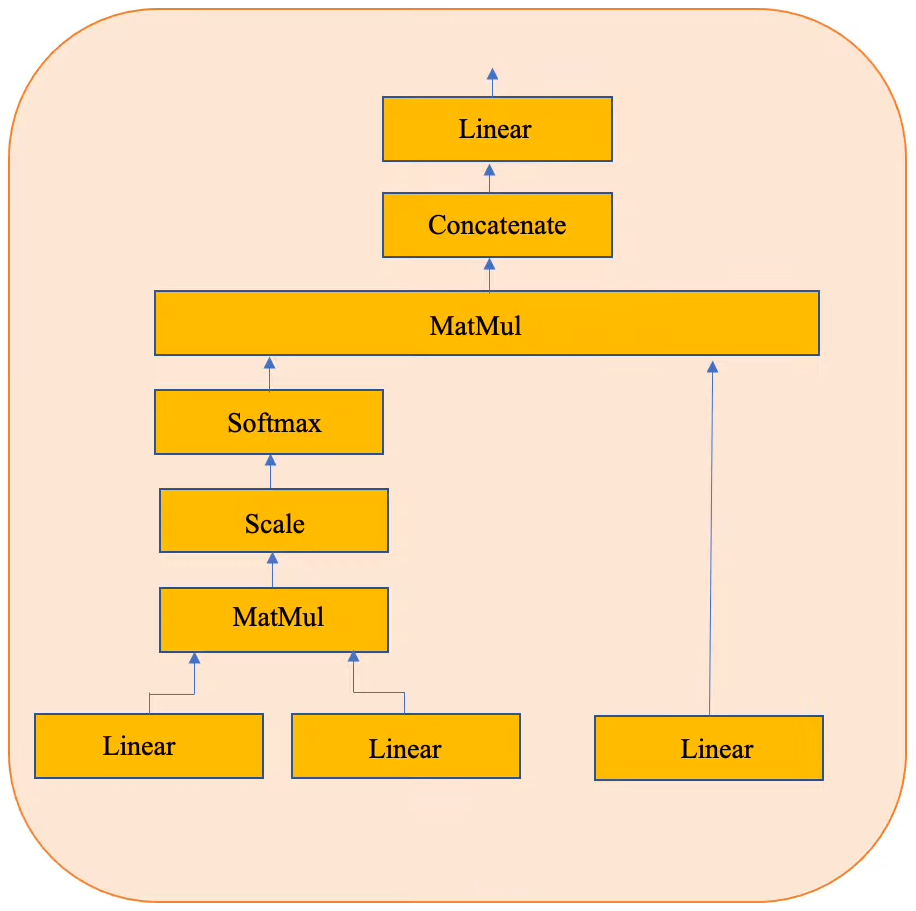 Linear
Concatenate
MatMul
Softmax
Scale
MatMul
Linear
Linear
Linear